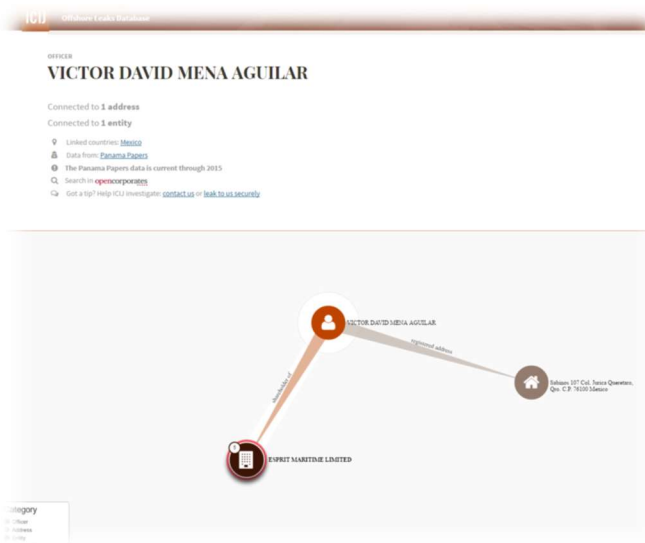 ICIJ Offshore Leaks Database
OFFICER
VICTOR DAVID MENA AGUILAR
Connected to 1 address
Connected to 1 entity
Linked countries: Mexico
Data from: Panama Papers
The Panama Papers data is current through 2015
Search in opencorporates
Got a tip? Help ICIJ investigate: contact us or leak to us securely
VICTOR DAVID MENA AGUILAR
registered address
Sabinos 107 Col. Jurica Queretaro,
Qro. C.P. 76100 Mexico
shareholder of
ESPRIT MARITIME LIMITED
ategory
Officer
Address